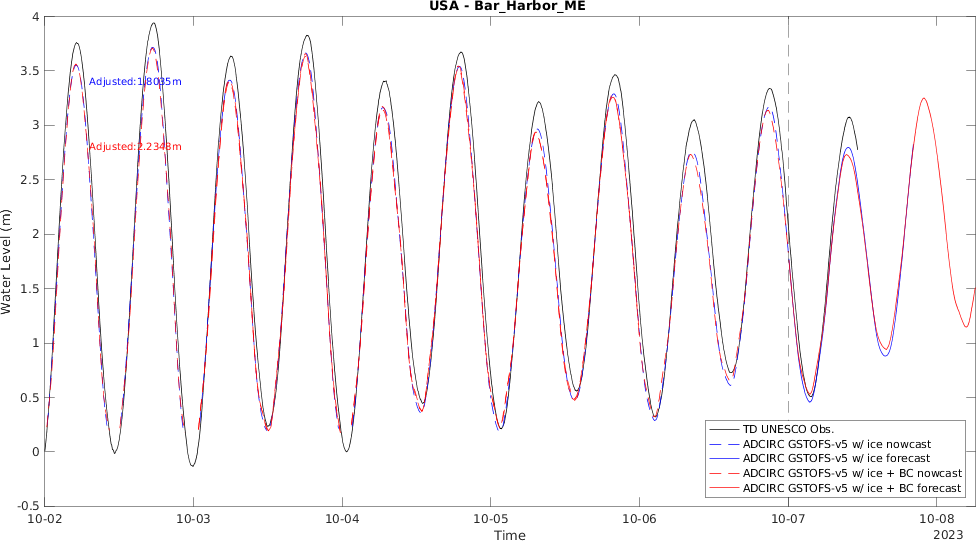 USA - Bar_Harbor_ME
4
3.5
3
2.5
2
1.5
1
0.5
0
-0.5
Water Level (m)
Adjusted:1.8035m
Adjusted:2.2343m
TD UNESCO Obs.
ADCIRC GSTOFS-v5 w/ ice nowcast
ADCIRC GSTOFS-v5 w/ ice forecast
ADCIRC GSTOFS-v5 w/ ice + BC nowcast
ADCIRC GSTOFS-v5 w/ ice + BC forecast
10-02 10-03 10-04 10-05 10-06 10-07 10-08
Time
2023